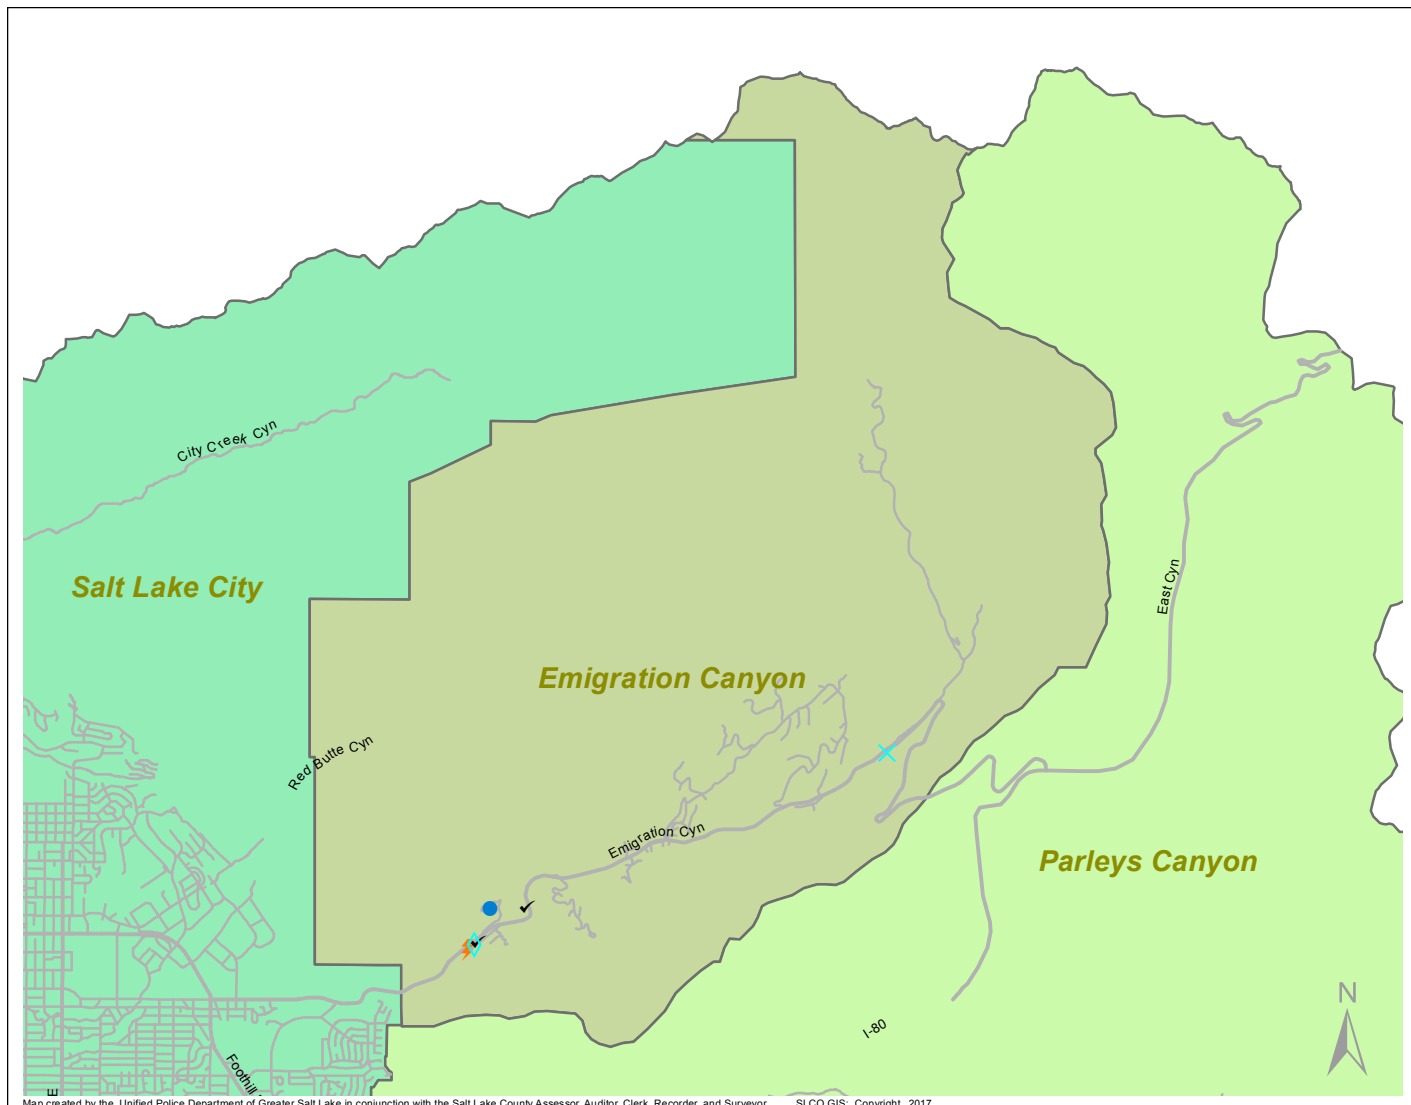 City Creek Cyn
Salt Lake City
East Cyn
Emigration Canyon
Red Butte Cyn
Emigration Cyn
Parleys Canyon
N
I-80
Foothill
E
Map created by the Unified Police Department of Greater Salt Lake in conjunction with the Salt Lake County Assessor, Auditor, Clerk, Recorder, and Surveyor. SLCO GIS: Copyright, 2017